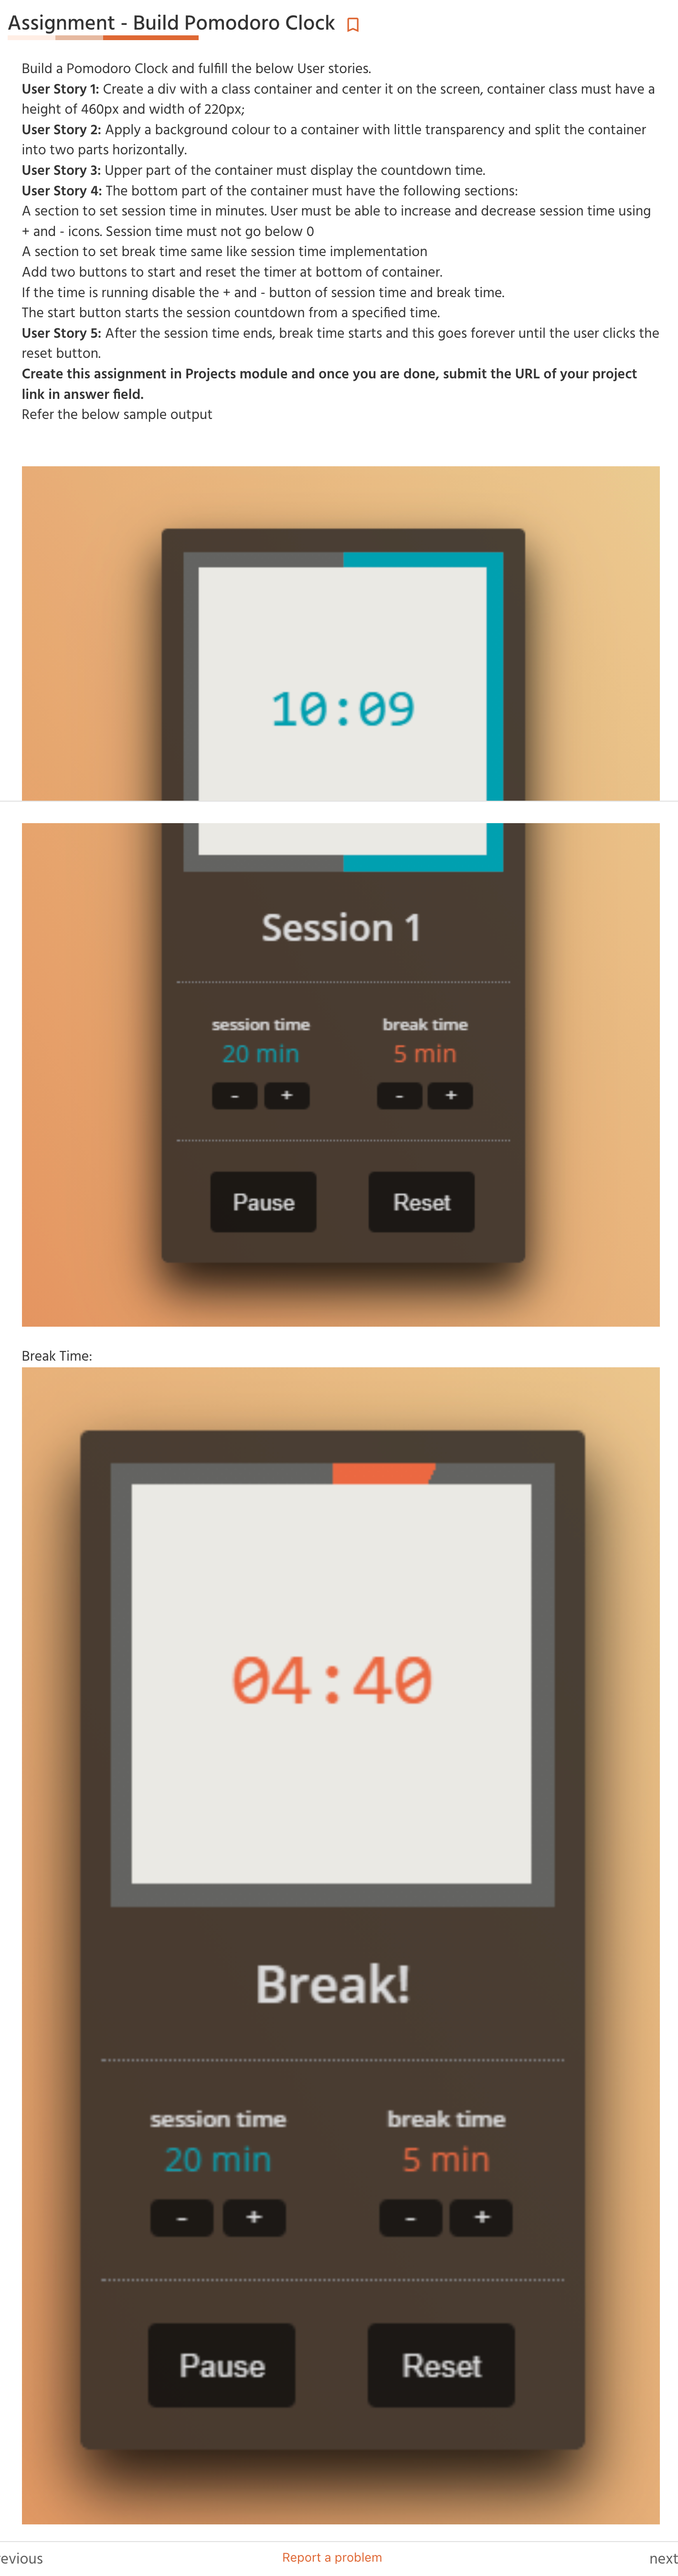 Assignment - Build Pomodoro Clock
Build a Pomodoro Clock and fulfill the below User stories.
User Story 1: Create a div with a class container and center it on the screen, container class must have a
height of 460px and width of 220px;
User Story 2: Apply a background colour to a container with little transparency and split the container
into two parts horizontally.
User Story 3: Upper part of the container must display the countdown time.
User Story 4: The bottom part of the container must have the following sections:
A section to set session time in minutes. User must be able to increase and decrease session time using
+ and - icons. Session time must not go below 0
A section to set break time same like session time implementation
Add two buttons to start and reset the timer at bottom of container.
If the time is running disable the + and - button of session time and break time.
The start button starts the session countdown from a specified time.
User Story 5: After the session time ends, break time starts and this goes forever until the user clicks the
reset button.
Create this assignment in Projects module and once you are done, submit the URL of your project
link in answer field.
Refer the below sample output
10:09
Session 1
session time break time
20 min 5 min
- + - +
Pause Reset
Break Time:
04:40
Break!
session time break time
20 min 5 min
- + - +
Pause Reset
evious Report a problem next